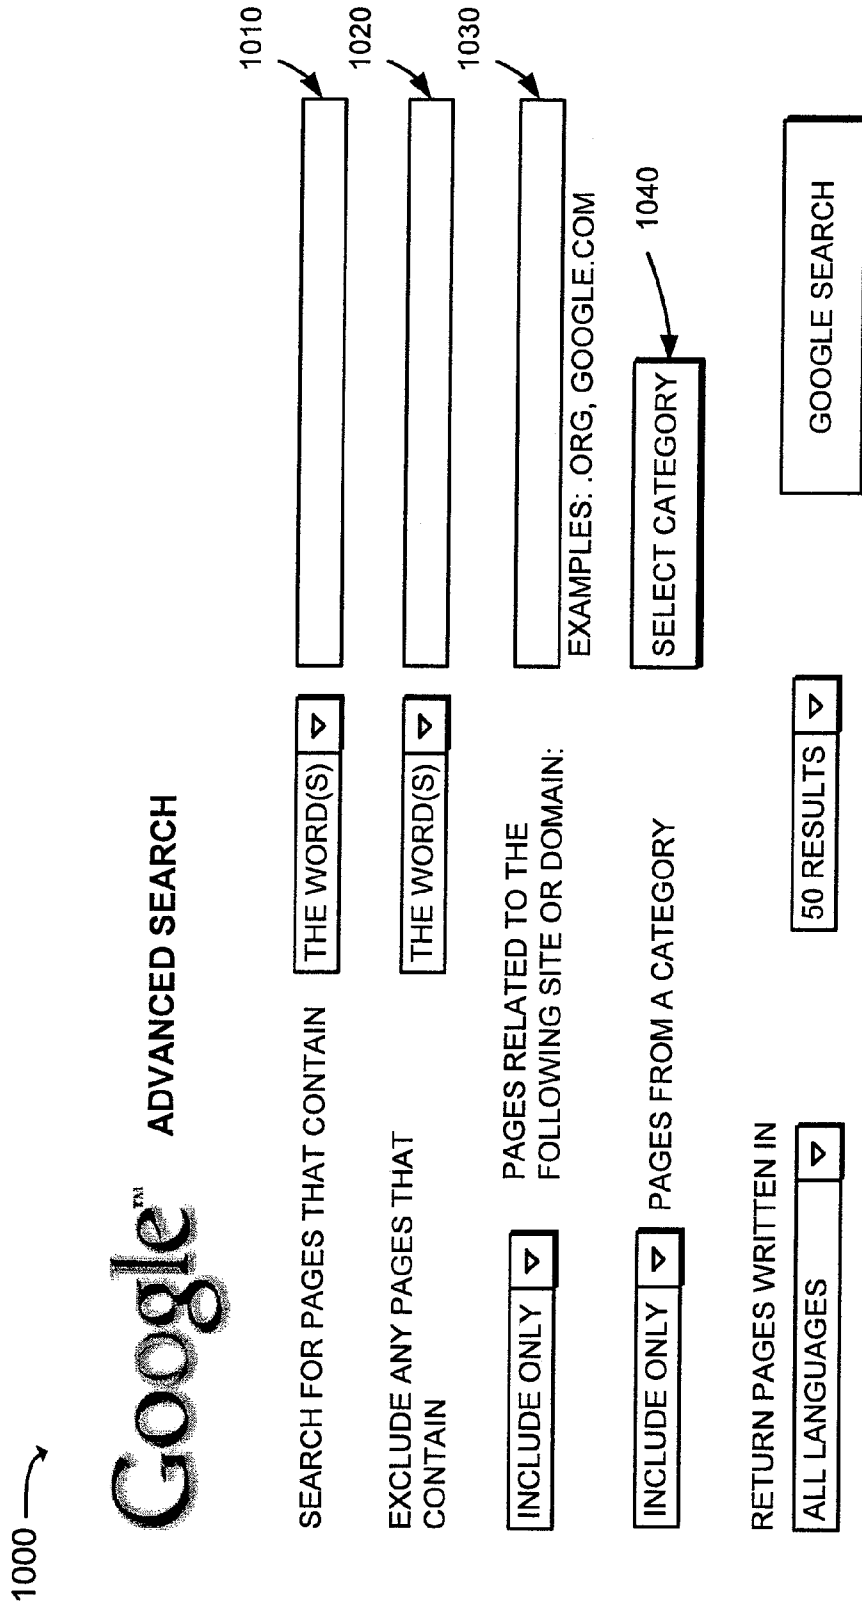 1000
Google™ ADVANCED SEARCH
SEARCH FOR PAGES THAT CONTAIN THE WORD(S) 1010
EXCLUDE ANY PAGES THAT
CONTAIN
THE WORD(S) 1020
INCLUDE ONLY
PAGES RELATED TO THE
FOLLOWING SITE OR DOMAIN:
1030
EXAMPLES: .ORG, GOOGLE.COM
INCLUDE ONLY PAGES FROM A CATEGORY SELECT CATEGORY 1040
RETURN PAGES WRITTEN IN
ALL LANGUAGES 50 RESULTS GOOGLE SEARCH